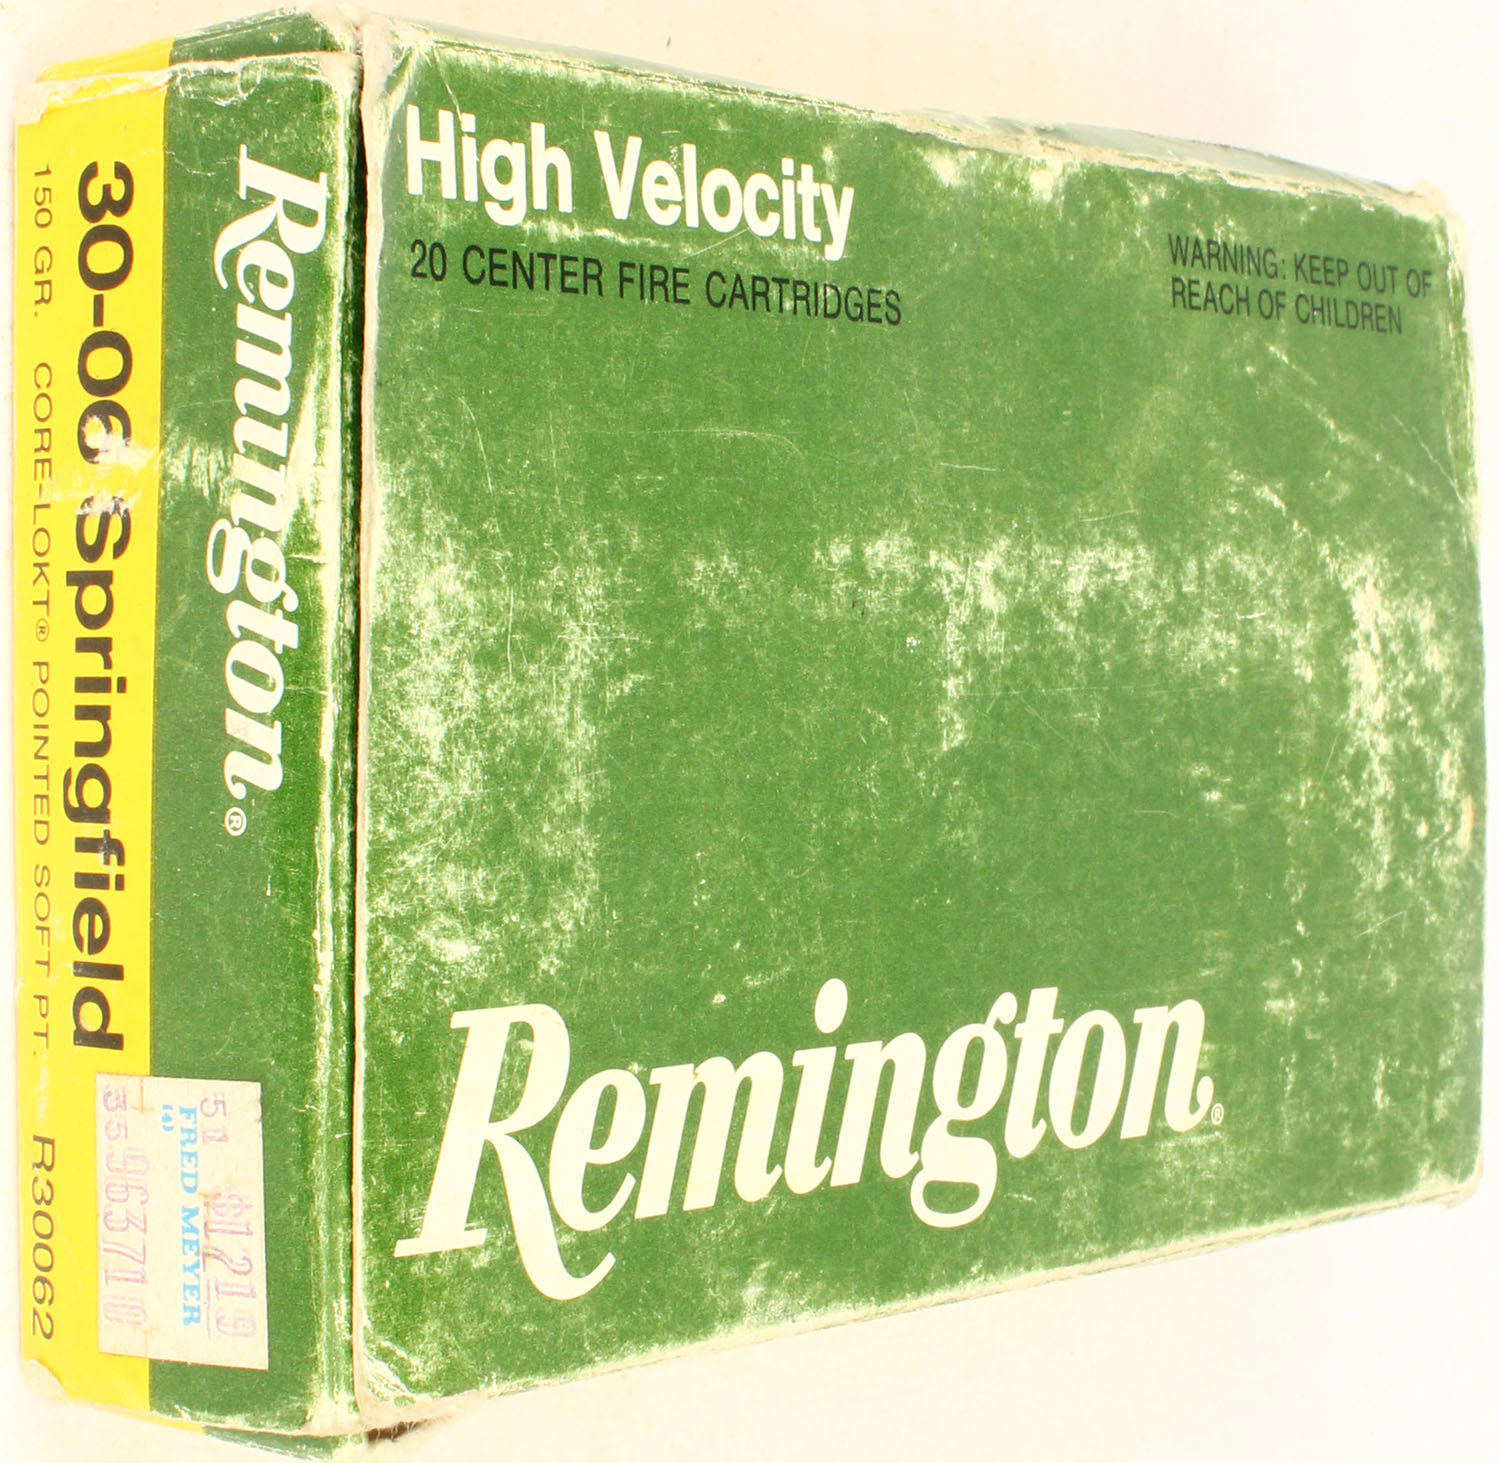 High Velocity
20 CENTER FIRE CARTRIDGES
WARNING: KEEP OUT OF
REACH OF CHILDREN
Remington®
Remington®
30-06 Springfield
150 GR. CORE-LOKT® POINTED SOFT PT. R30062
51 $12 19
FRED MEYER
(4)